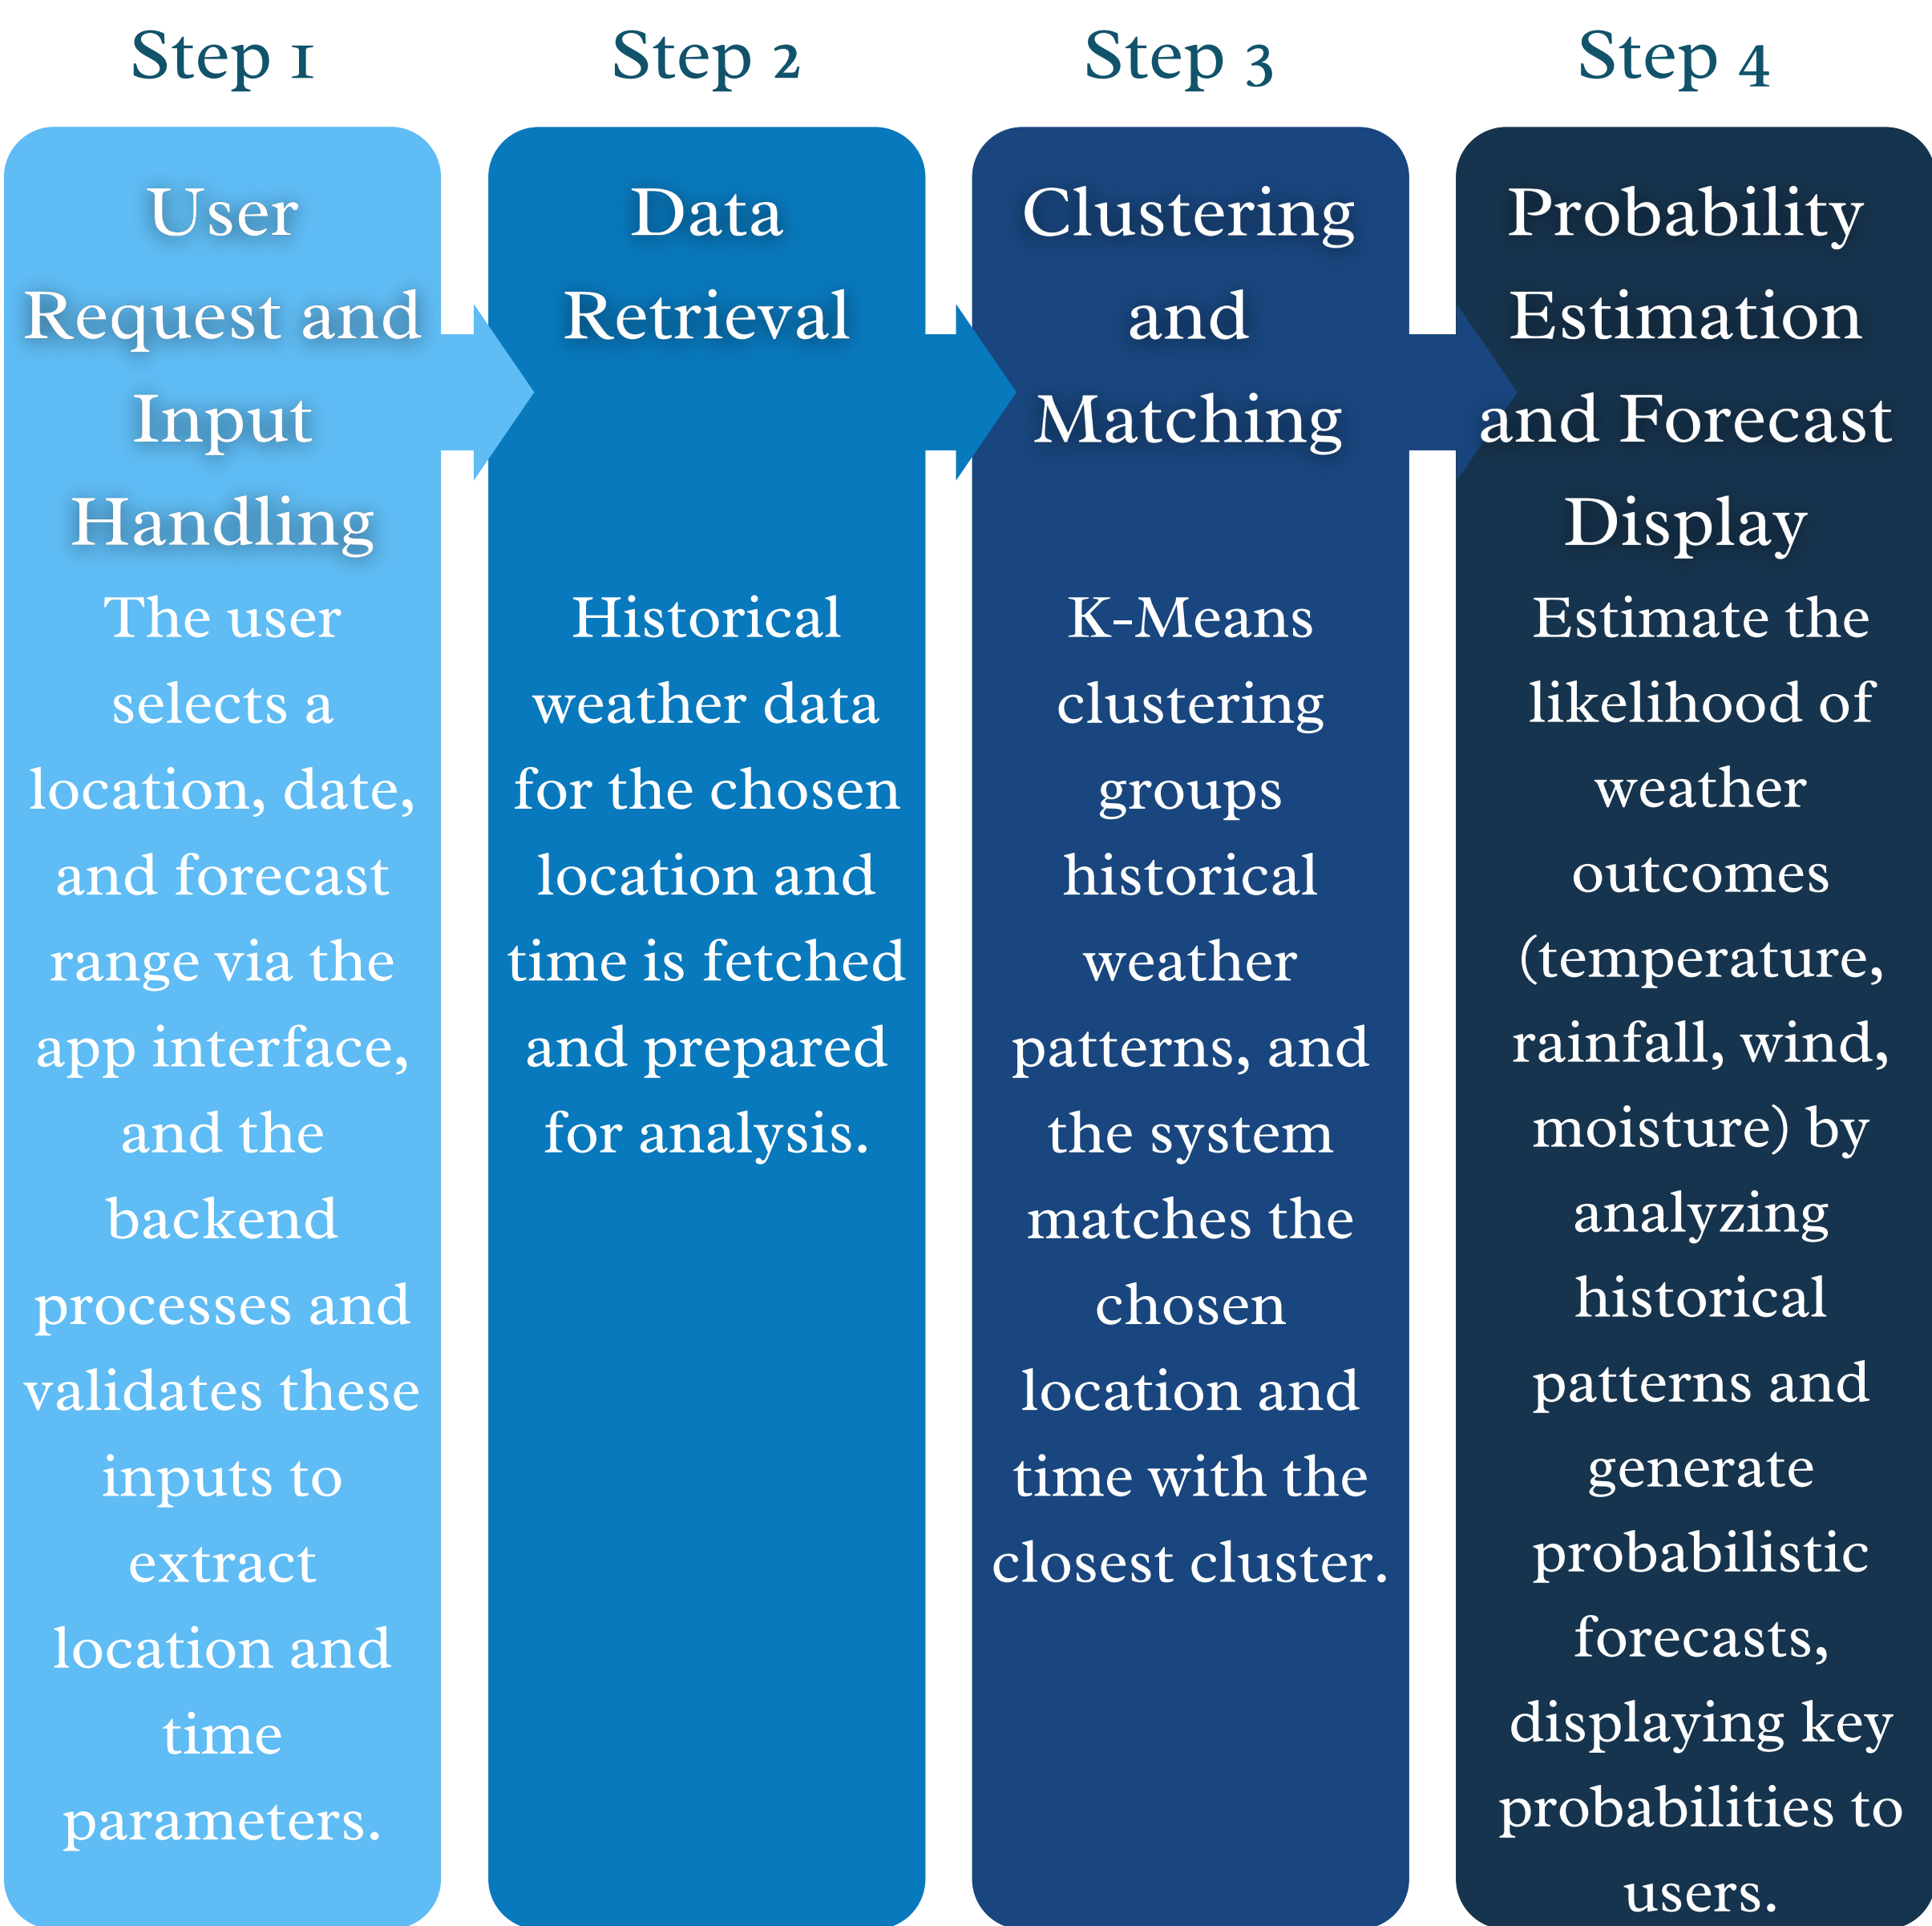 Step 1
User
Request and
Input
Handling
The user
selects a
location, date,
and forecast
range via the
app interface,
and the
backend
processes and
validates these
inputs to
extract
location and
time
parameters.
Step 2
Data
Retrieval
Historical
weather data
for the chosen
location and
time is fetched
and prepared
for analysis.
Step 3
Clustering
and
Matching
K-Means
clustering
groups
historical
weather
patterns, and
the system
matches the
chosen
location and
time with the
closest cluster.
Step 4
Probability
Estimation
and Forecast
Display
Estimate the
likelihood of
weather
outcomes
(temperature,
rainfall, wind,
moisture) by
analyzing
historical
patterns and
generate
probabilistic
forecasts,
displaying key
probabilities to
users.